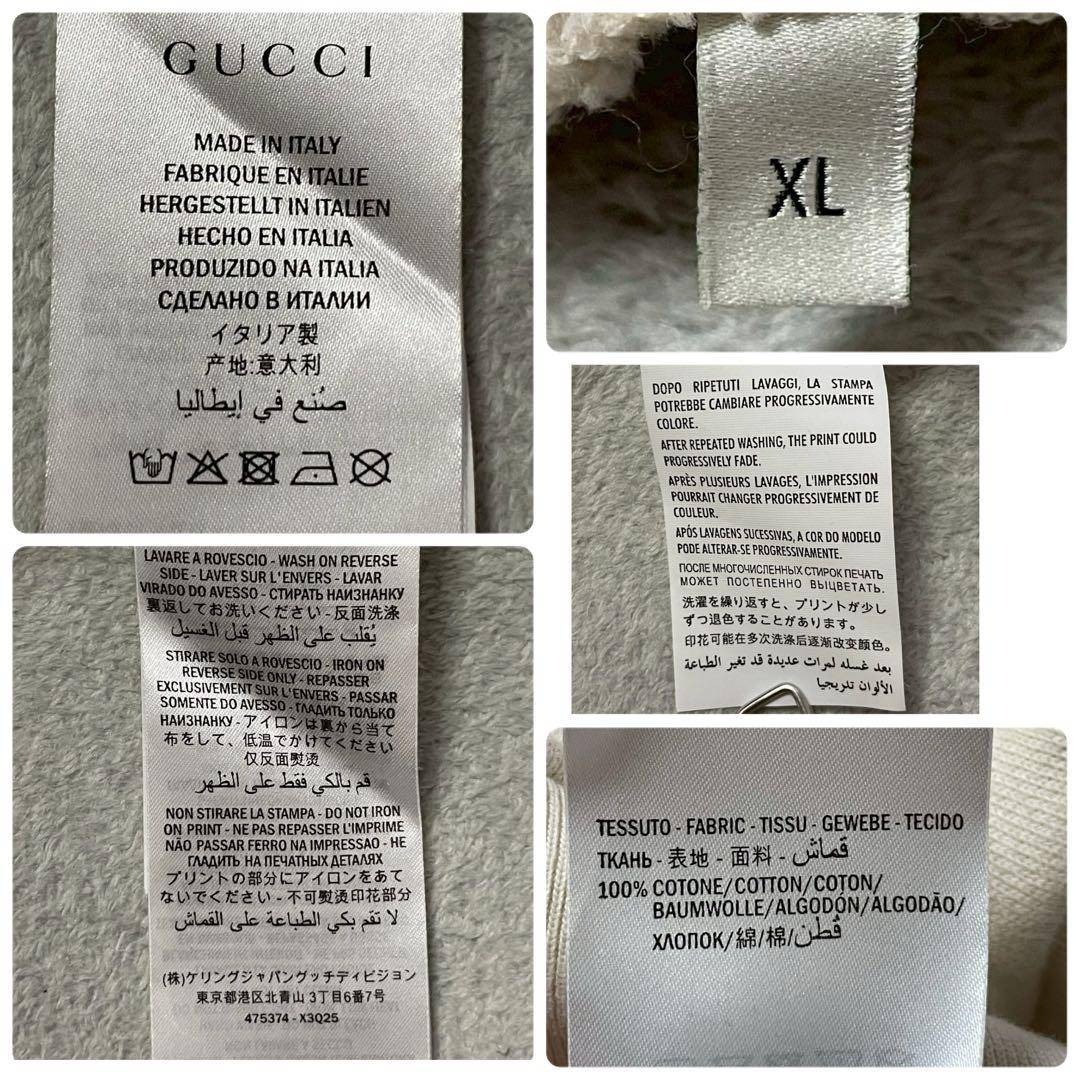 GUCCI
MADE IN ITALY
FABRIQUE EN ITALIE
HERGESTELLT IN ITALIEN
HECHO EN ITALIA
PRODUZIDO NA ITALIA
СДЕЛАНО В ИТАЛИИ
イタリア製
产地:意大利
صُنع في إيطاليا
XL
DOPO RIPETUTI LAVAGGI, LA STAMPA
POTREBBE CAMBIARE PROGRESSIVAMENTE
COLORE.
AFTER REPEATED WASHING, THE PRINT COULD
PROGRESSIVELY FADE.
APRÈS PLUSIEURS LAVAGES, L'IMPRESSION
POURRAIT CHANGER PROGRESSIVEMENT DE
COULEUR.
APÓS LAVAGENS SUCESSIVAS, A COR DO MODELO
PODE ALTERAR-SE PROGRESSIVAMENTE.
ПОСЛЕ МНОГОЧИСЛЕННЫХ СТИРОК ПЕЧАТЬ
МОЖЕТ ПОСТЕПЕННО ВЫЦВЕТАТЬ.
洗濯を繰り返すと、プリントが少し
ずつ退色することがあります。
印花可能在多次洗涤后逐渐改变颜色。
بعد غسله لمرات عديدة قد تغير الطباعة
الألوان تدريجيا
LAVARE A ROVESCIO - WASH ON REVERSE
SIDE - LAVER SUR L'ENVERS - LAVAR
VIRADO DO AVESSO - СТИРАТЬ НАИЗНАНКУ
裏返してお洗いください - 反面洗涤
يُقلب على الظهر قبل الغسيل
STIRARE SOLO A ROVESCIO - IRON ON
REVERSE SIDE ONLY - REPASSER
EXCLUSIVEMENT SUR L'ENVERS - PASSAR
SOMENTE DO AVESSO - ГЛАДИТЬ ТОЛЬКО
НАИЗНАНКУ - アイロンは裏から当て
布をして、低温でかけてください
仅反面熨烫
قم بالكي فقط على الظهر
NON STIRARE LA STAMPA - DO NOT IRON
ON PRINT - NE PAS REPASSER L'IMPRIME
NÃO PASSAR FERRO NA IMPRESSAO - НЕ
ГЛАДИТЬ НА ПЕЧАТНЫХ ДЕТАЛЯХ
プリントの部分にアイロンをあて
ないでください - 不可熨烫印花部分
لا تقم بكي الطباعة على القماش
(株)ケリングジャパングッチディビジョン
東京都港区北青山3丁目6番7号
475374 - X3Q25
TESSUTO - FABRIC - TISSU - GEWEBE - TECIDO
ТКАНЬ - 表地 - 面料 - قماش
100% COTONE/COTTON/COTON/
BAUMWOLLE/ALGODÓN/ALGODÃO/
ХЛОПОК/綿/棉/قُطن